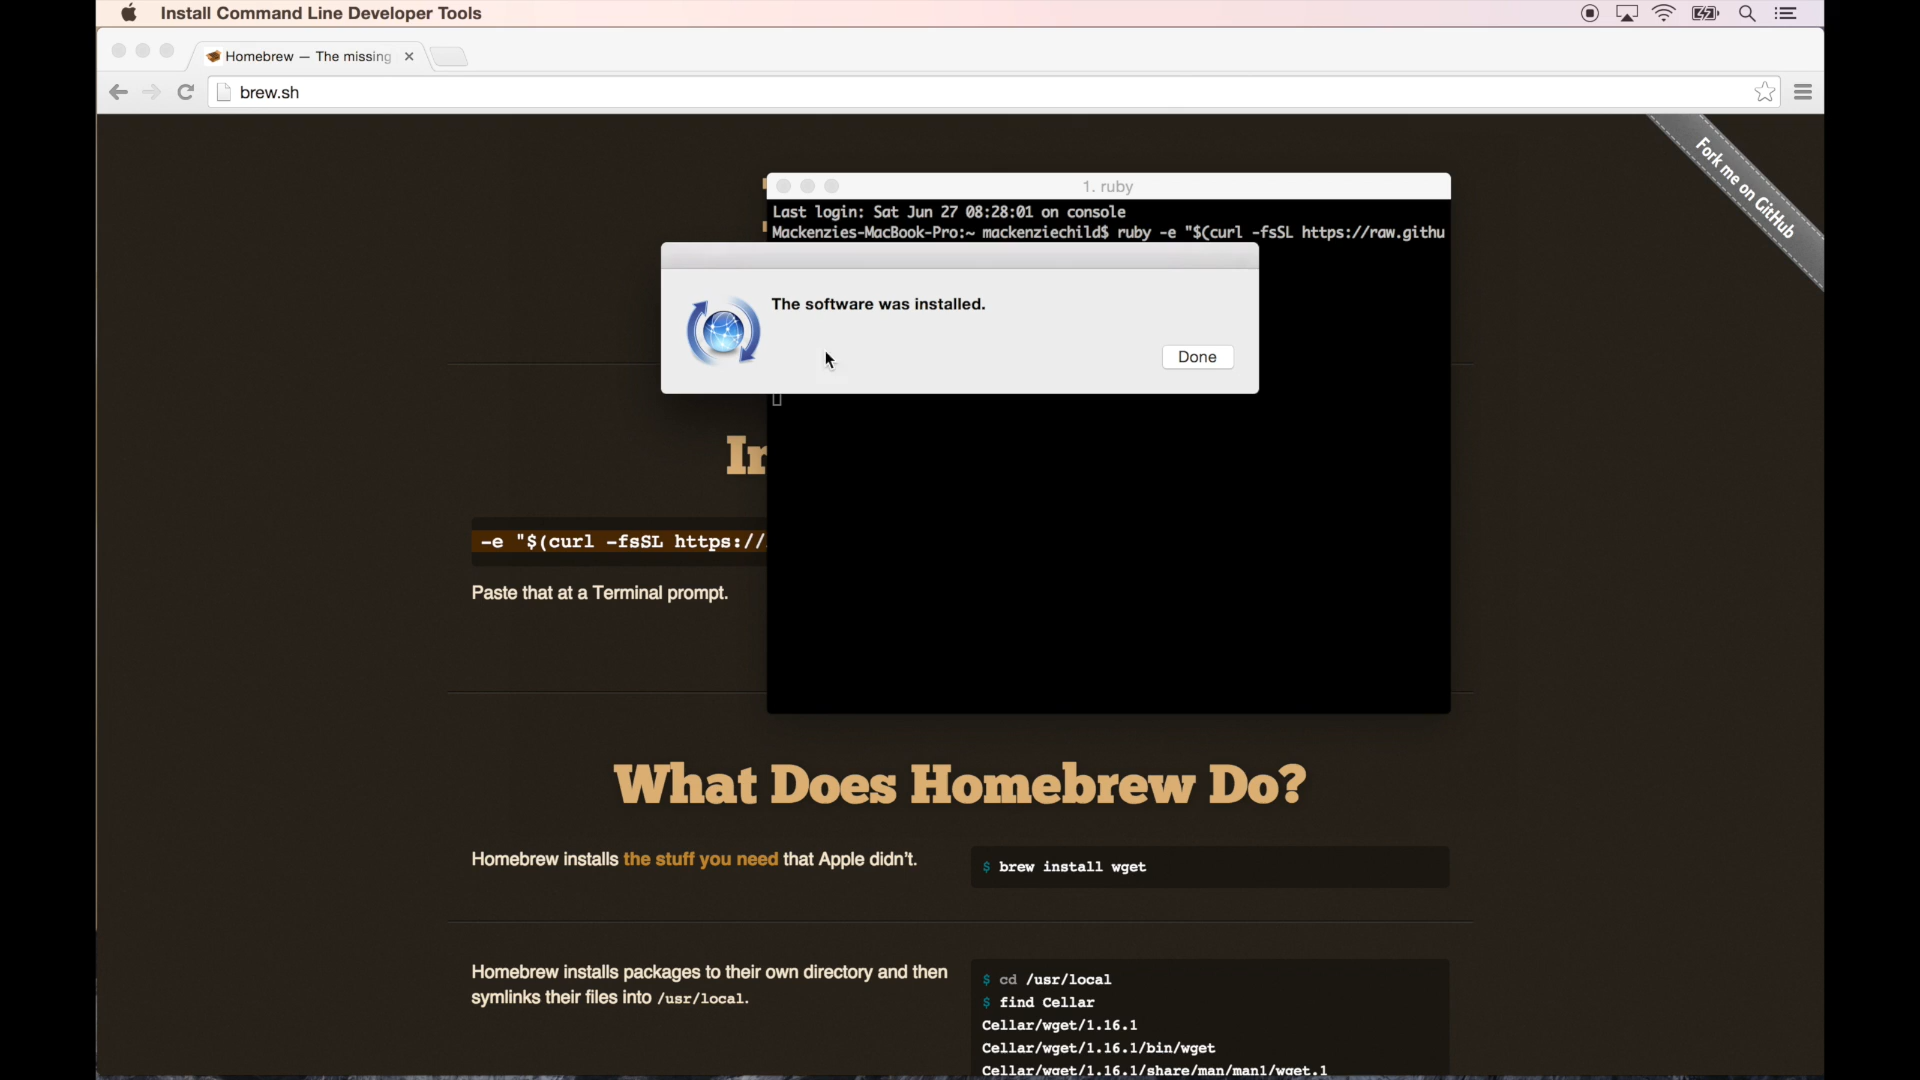 Install Command Line Developer Tools
Homebrew — The missing
brew.sh
Fork me on GitHub
1. ruby
Last login: Sat Jun 27 08:28:01 on console
Mackenzies-MacBook-Pro:~ mackenziechild$ ruby -e "$(curl -fsSL https://raw.githu
The software was installed.
Done
-e "$(curl -fsSL https://
Paste that at a Terminal prompt.
What Does Homebrew Do?
Homebrew installs the stuff you need that Apple didn't.
$ brew install wget
Homebrew installs packages to their own directory and then
symlinks their files into /usr/local.
$ cd /usr/local
$ find Cellar
Cellar/wget/1.16.1
Cellar/wget/1.16.1/bin/wget
Cellar/wget/1.16.1/share/man/man1/wget.1